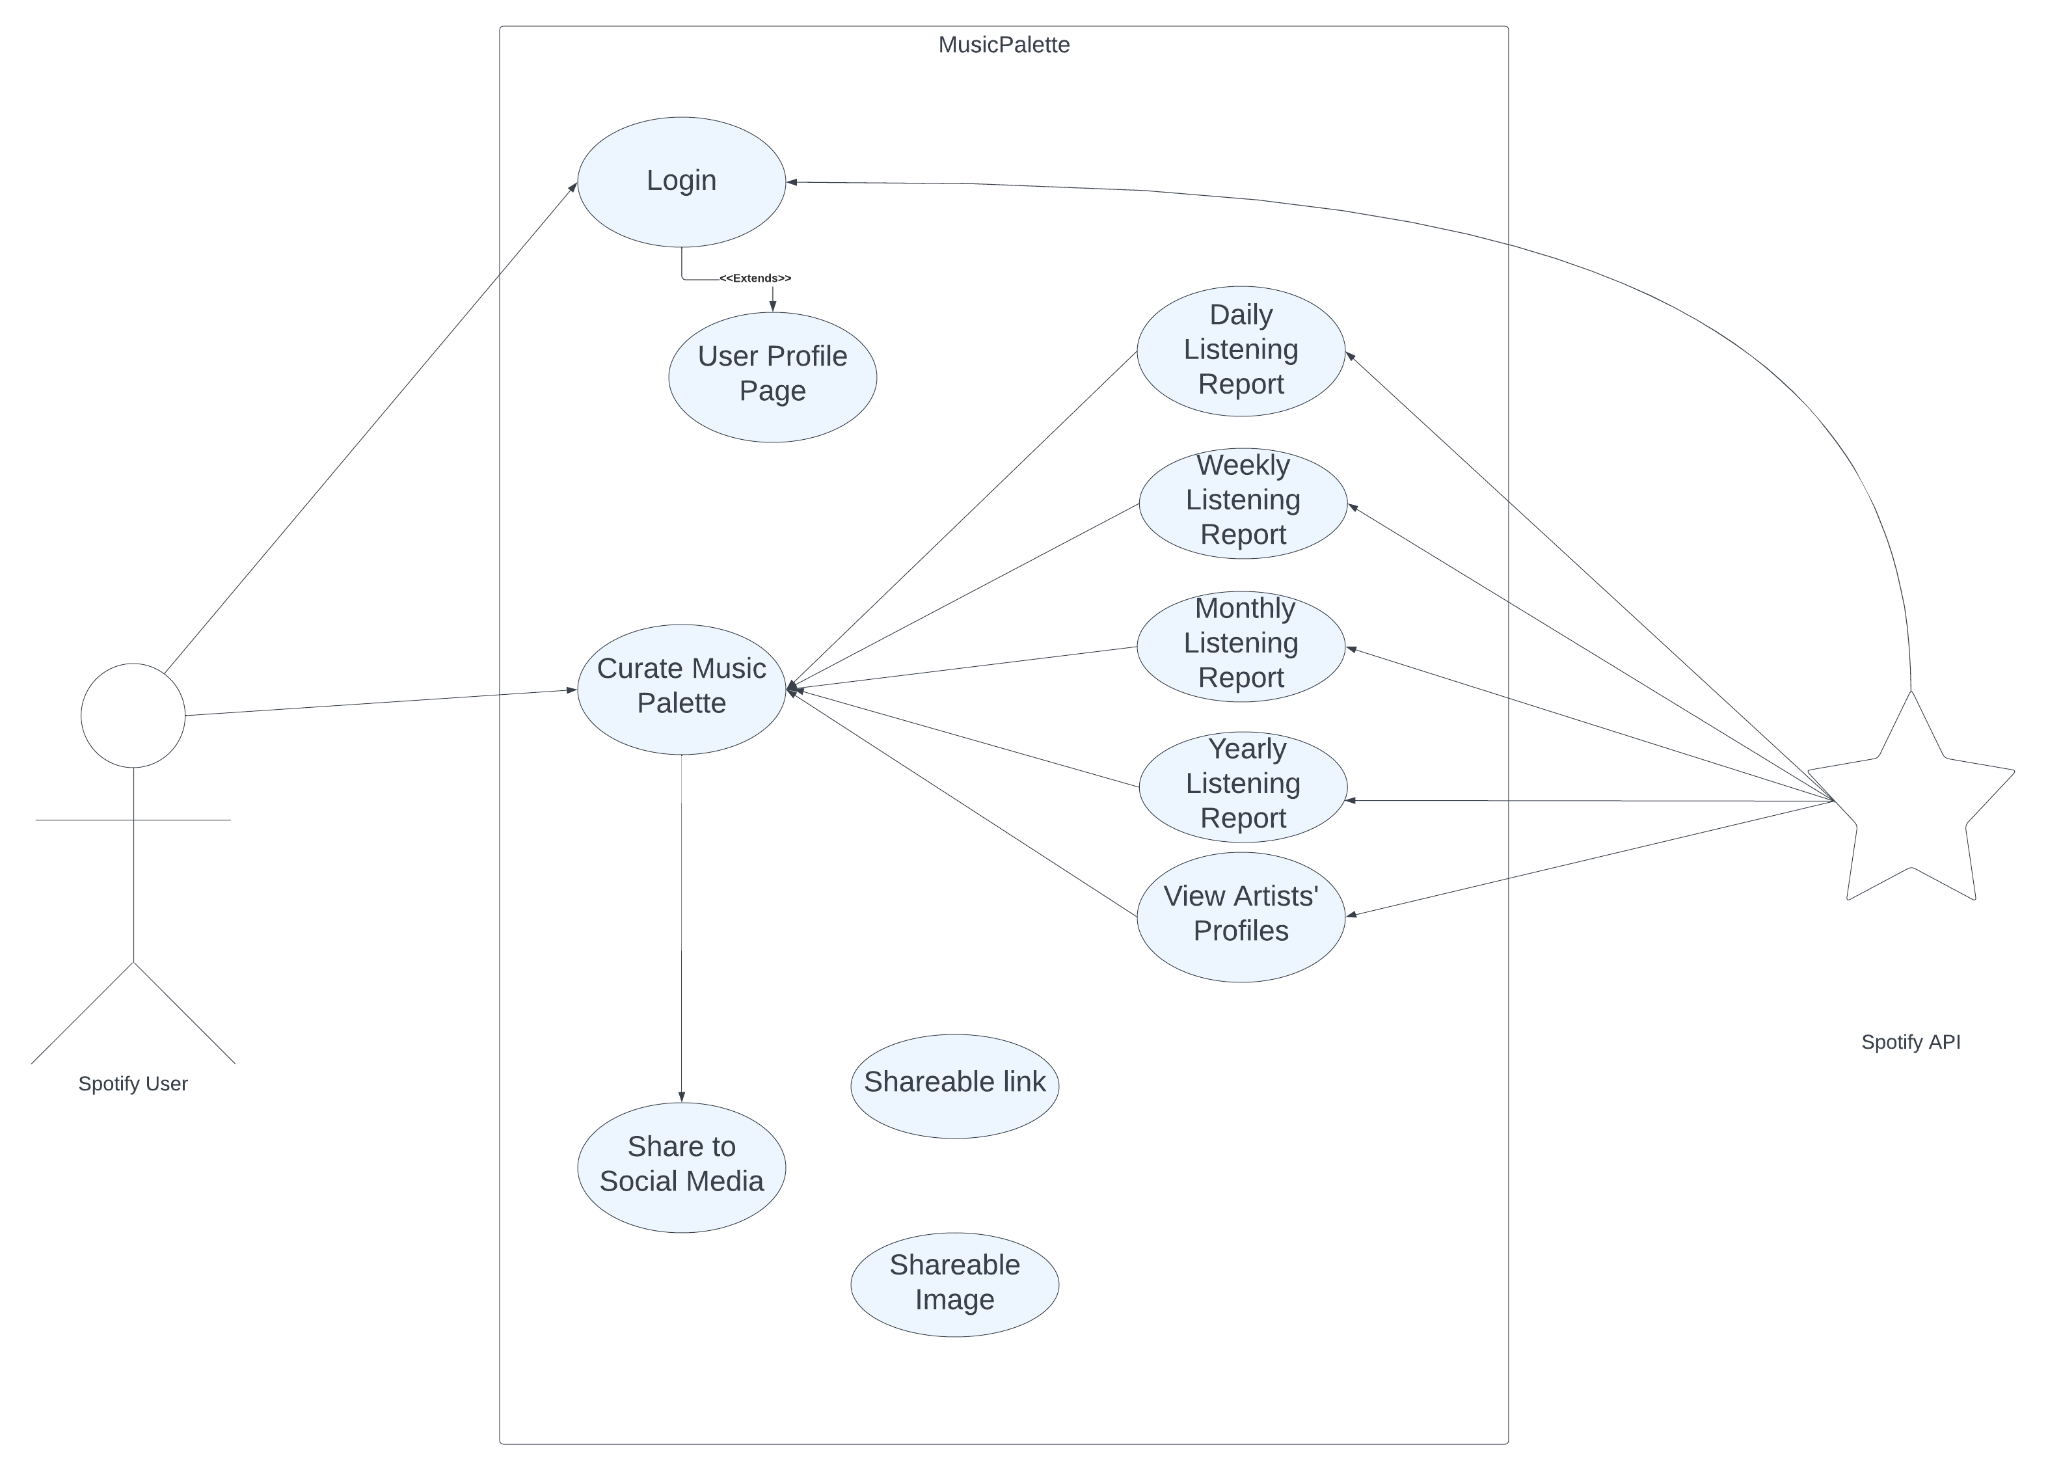 MusicPalette
Login
<<Extends>>
User Profile
Page
Daily
Listening
Report
Weekly
Listening
Report
Monthly
Listening
Report
Curate Music
Palette
Yearly
Listening
Report
View Artists'
Profiles
Spotify API
Spotify User
Shareable link
Share to
Social Media
Shareable
Image